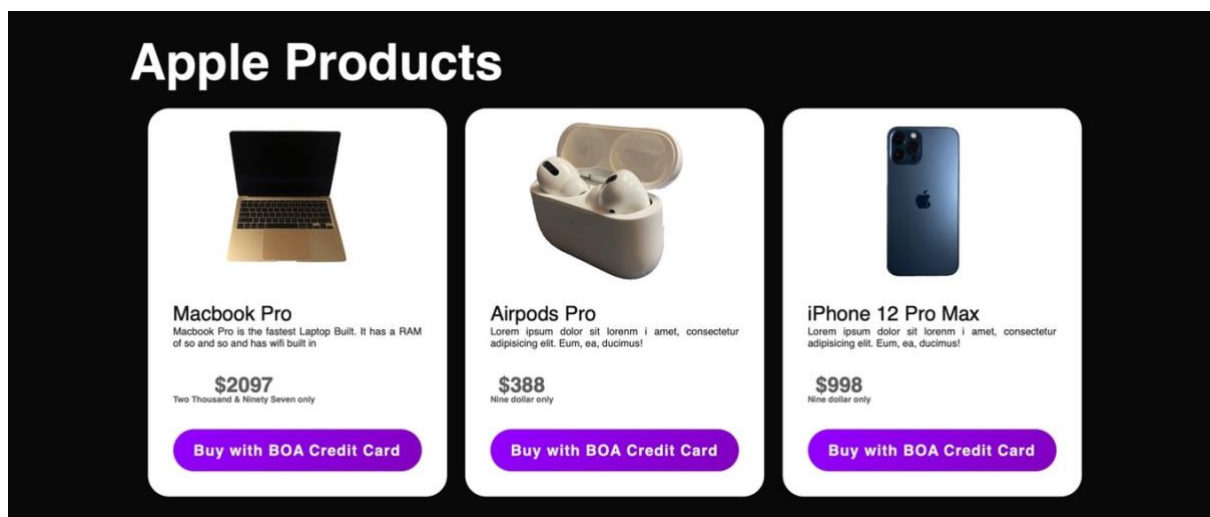 Apple Products
Macbook Pro
Macbook Pro is the fastest Laptop Built. It has a RAM
of so and so and has wifi built in
$2097
Two Thousand & Ninety Seven only
Buy with BOA Credit Card
Airpods Pro
Lorem ipsum dolor sit lorenm i amet, consectetur
adipisicing elit. Eum, ea, ducimus!
$388
Nine dollar only
Buy with BOA Credit Card
iPhone 12 Pro Max
Lorem ipsum dolor sit lorenm i amet, consectetur
adipisicing elit. Eum, ea, ducimus!
$998
Nine dollar only
Buy with BOA Credit Card